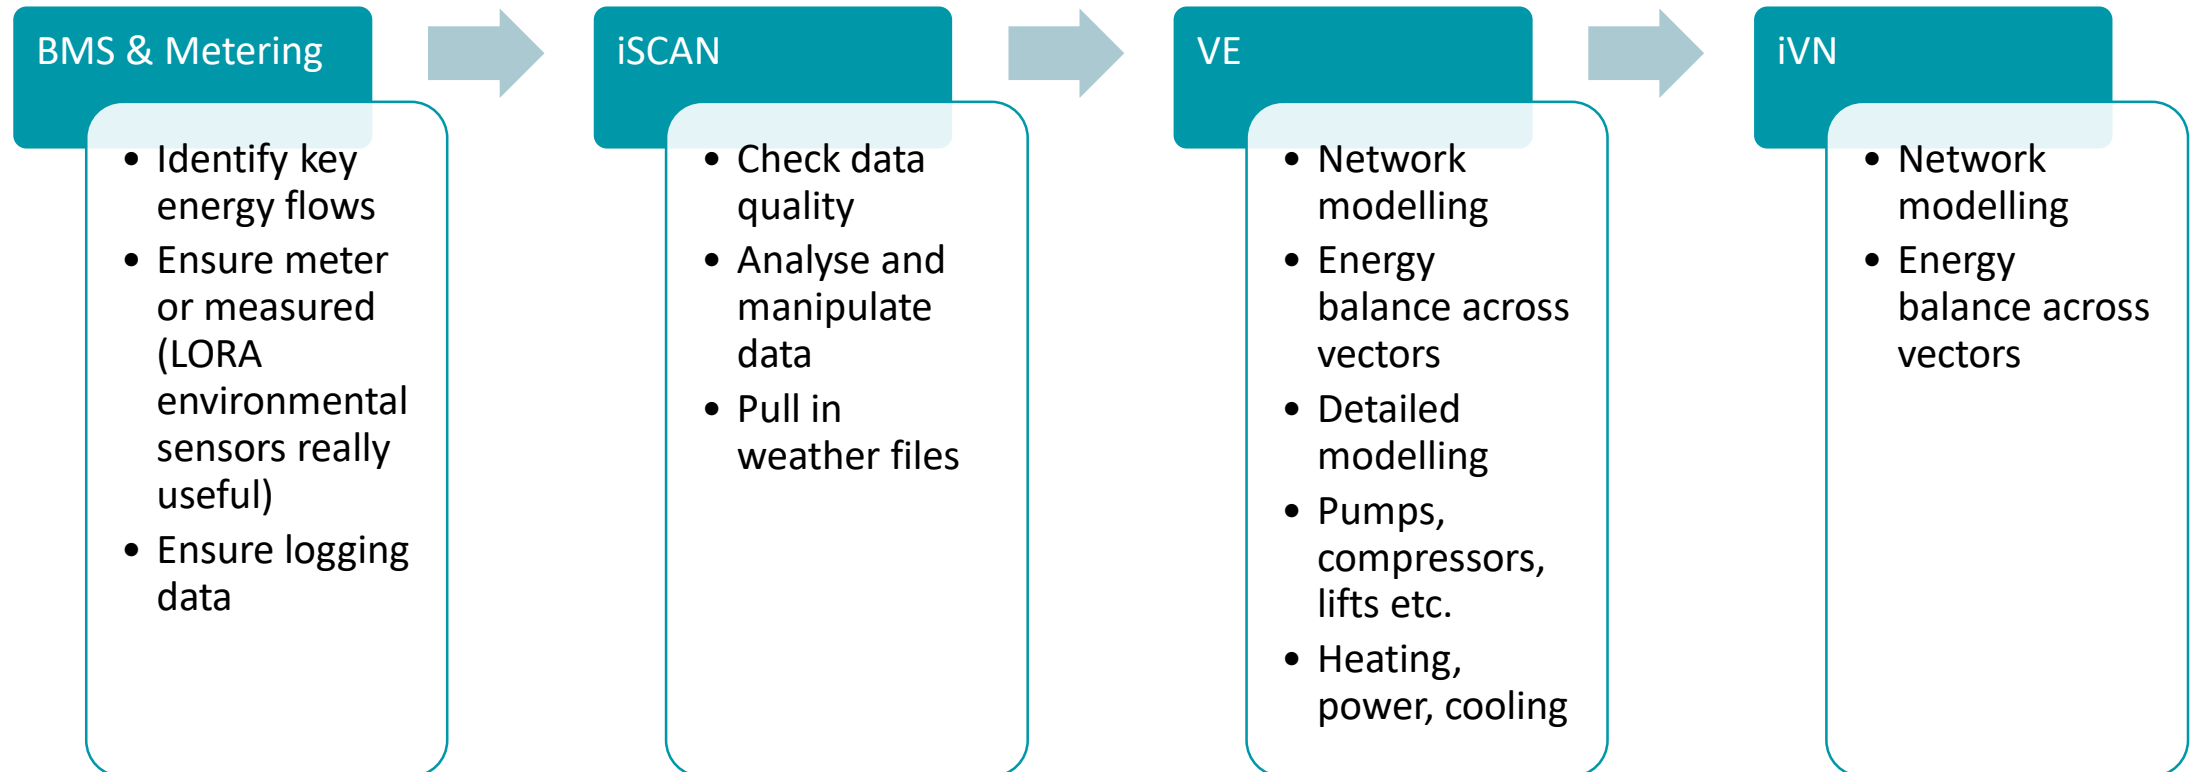 BMS & Metering
• Identify key
energy flows
• Ensure meter
or measured
(LORA
environmental
sensors really
useful)
• Ensure logging
data
iSCAN
• Check data
quality
• Analyse and
manipulate
data
• Pull in
weather files
VE
• Network
modelling
• Energy
balance across
vectors
• Detailed
modelling
• Pumps,
compressors,
lifts etc.
• Heating,
power, cooling
iVN
• Network
modelling
• Energy
balance across
vectors